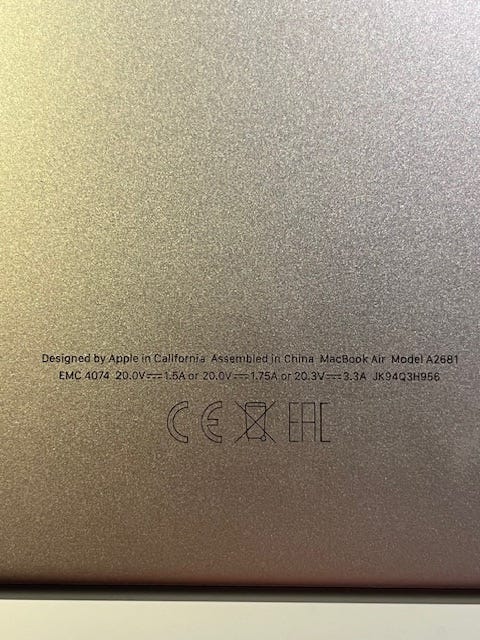 Designed by Apple in California Assembled in China MacBook Air Model A2681
EMC 4074 20.0V⎓1.5A or 20.0V⎓1.75A or 20.3V⎓3.3A JK94Q3H956
CE EAC